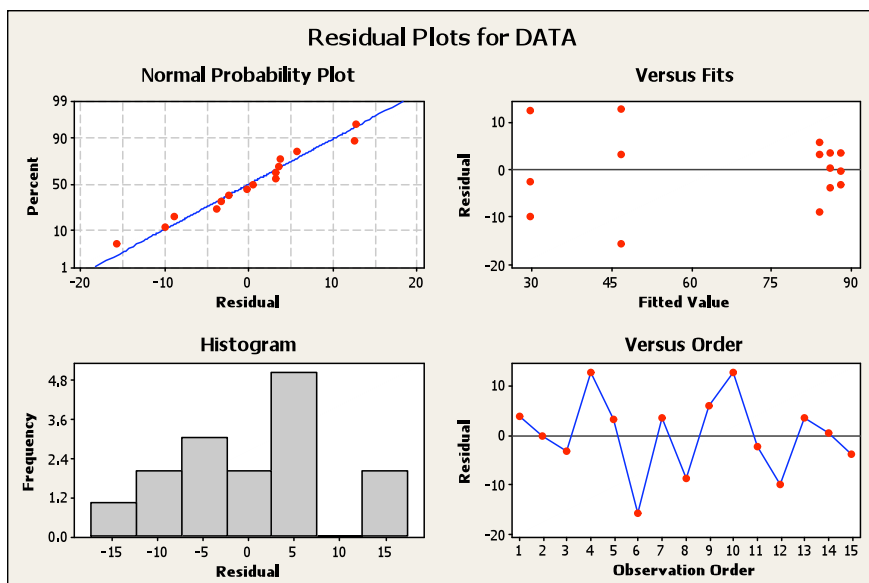 Residual Plots for DATA
Normal Probability Plot
99
90
50
10
1
Percent
-20 -10 0 10 20
Residual
Versus Fits
10
0
-10
-20
Residual
30 45 60 75 90
Fitted Value
Histogram
4.8
3.6
2.4
1.2
0.0
Frequency
-15 -10 -5 0 5 10 15
Residual
Versus Order
10
0
-10
-20
Residual
1 2 3 4 5 6 7 8 9 10 11 12 13 14 15
Observation Order